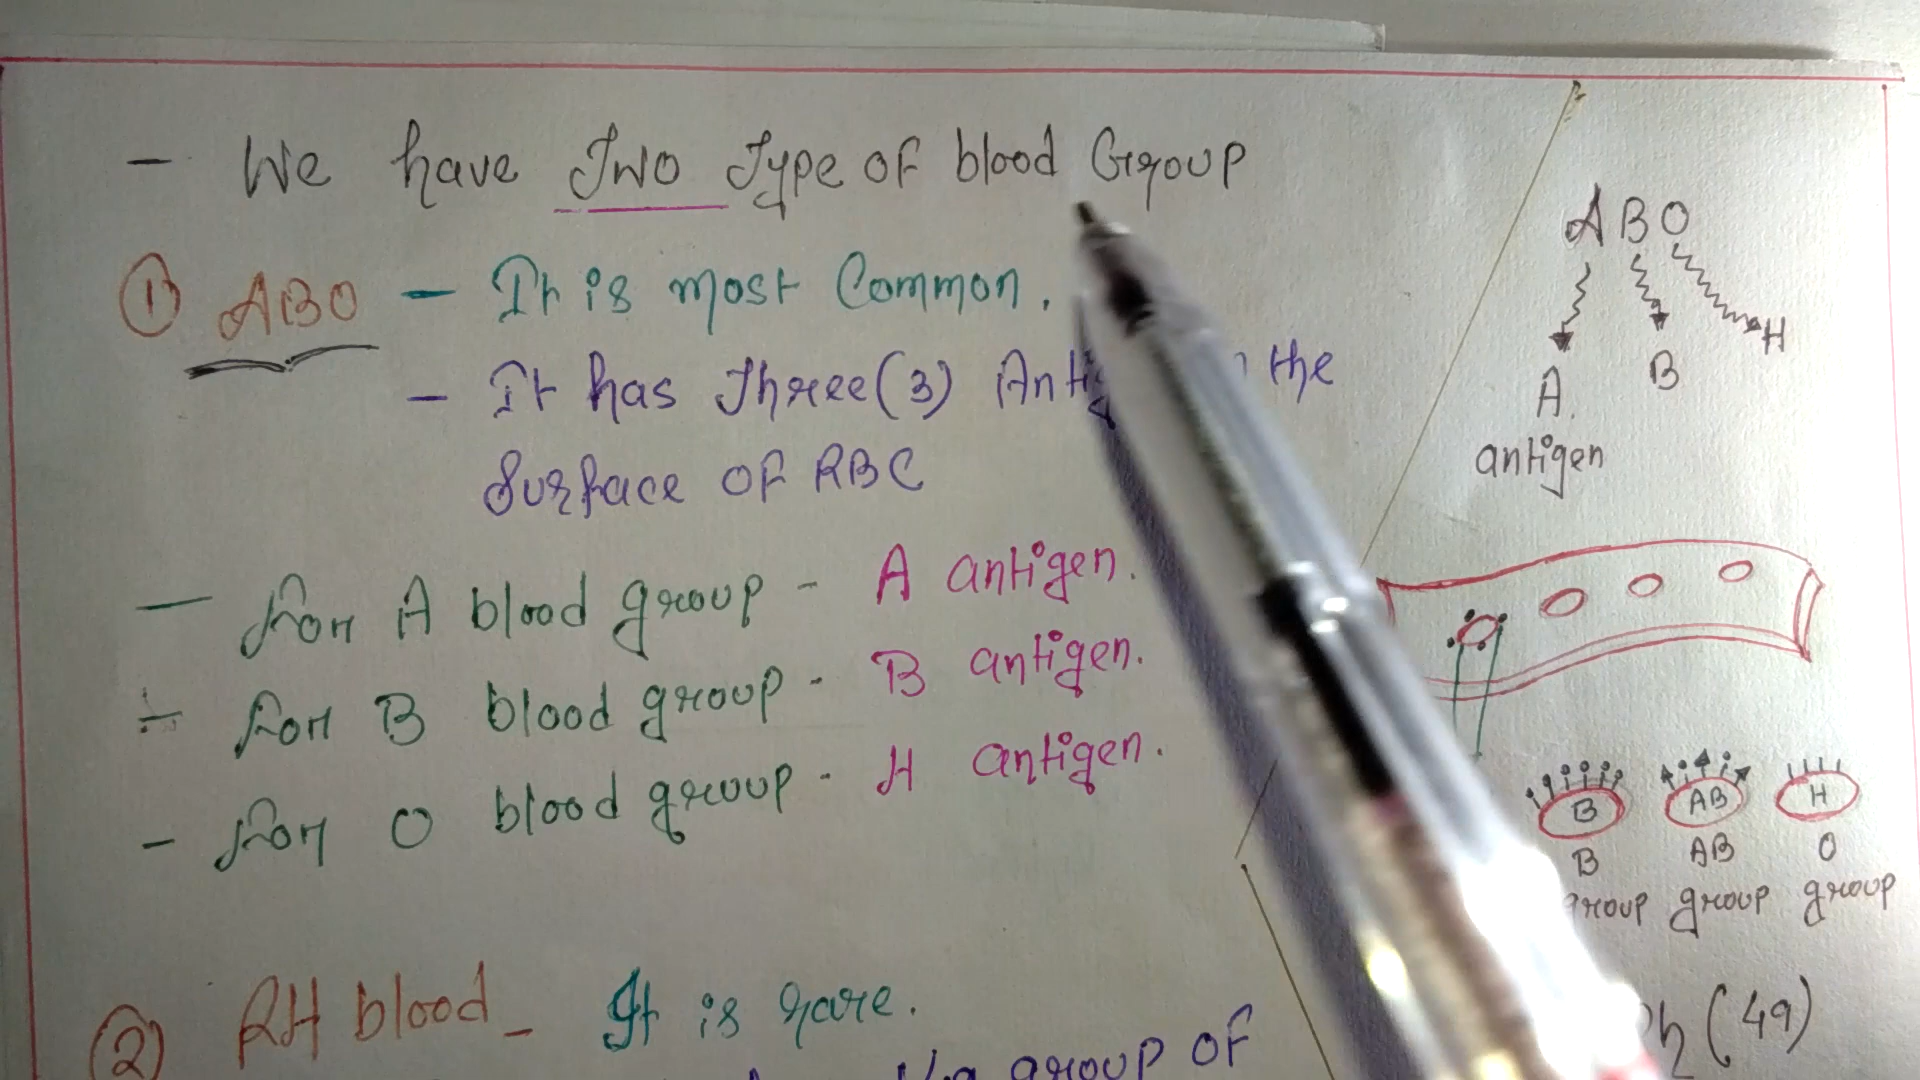 - We have Two Type of blood Group
① ABO - It is most Common.
- It has Three (3) the
Surface of RBC
- For A blood group - A antigen.
- For B blood group - B antigen.
- For O blood group - H antigen.
② RH blood - It is rare.
group of
A B O
A. B H
antigen
B AB H
B AB O
group group group
(49)